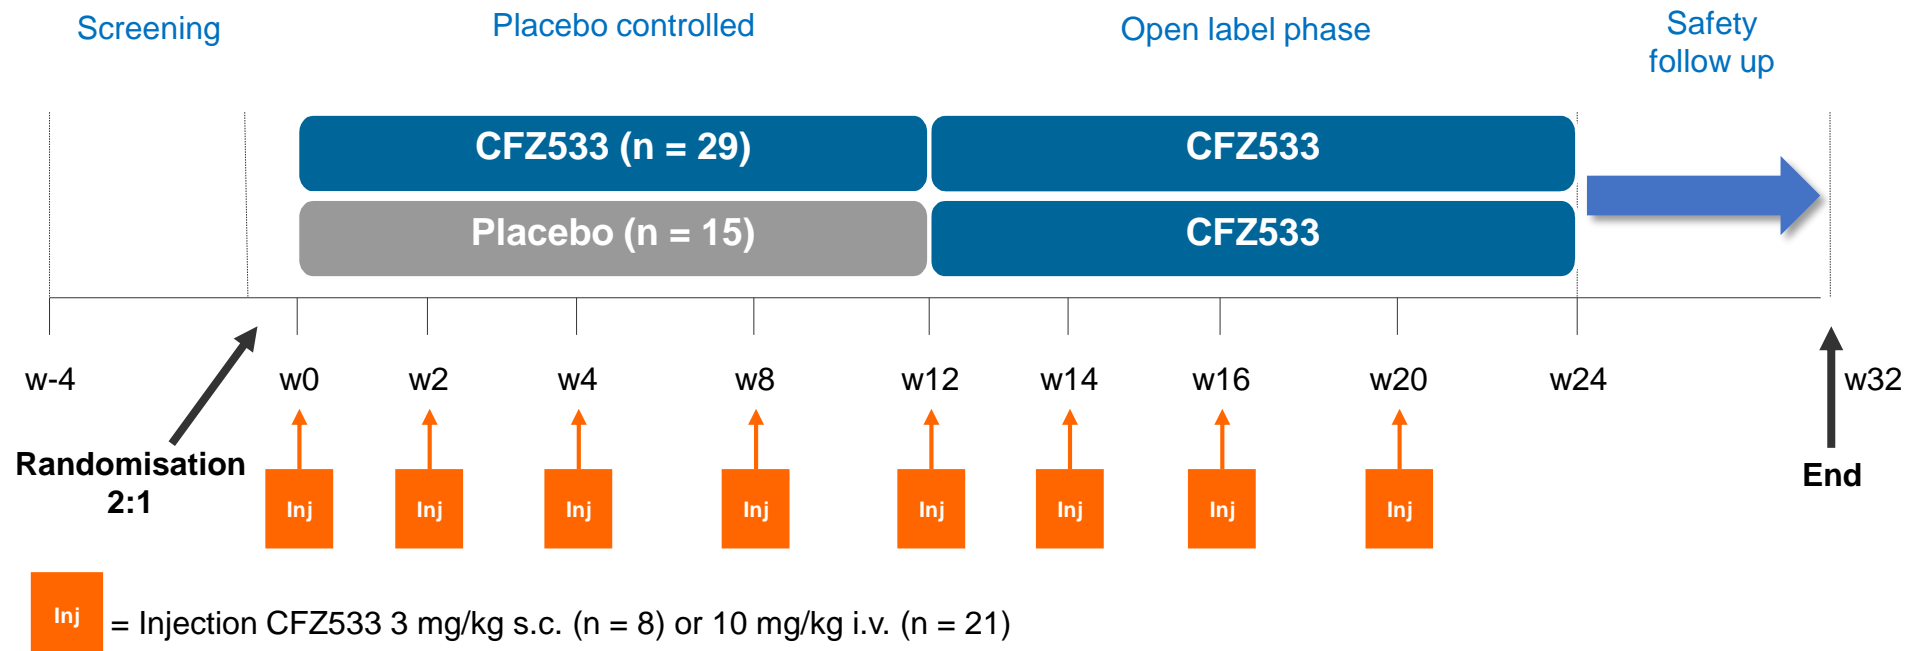 Screening
Placebo controlled
Open label phase
Safety
follow up
CFZ533 (n = 29)
CFZ533
Placebo (n = 15)
CFZ533
w-4
w0
w2
w4
w8
w12
w14
w16
w20
w24
w32
Randomisation
2:1
End
Inj
Inj
Inj
Inj
Inj
Inj
Inj
Inj
Inj
= Injection CFZ533 3 mg/kg s.c. (n = 8) or 10 mg/kg i.v. (n = 21)